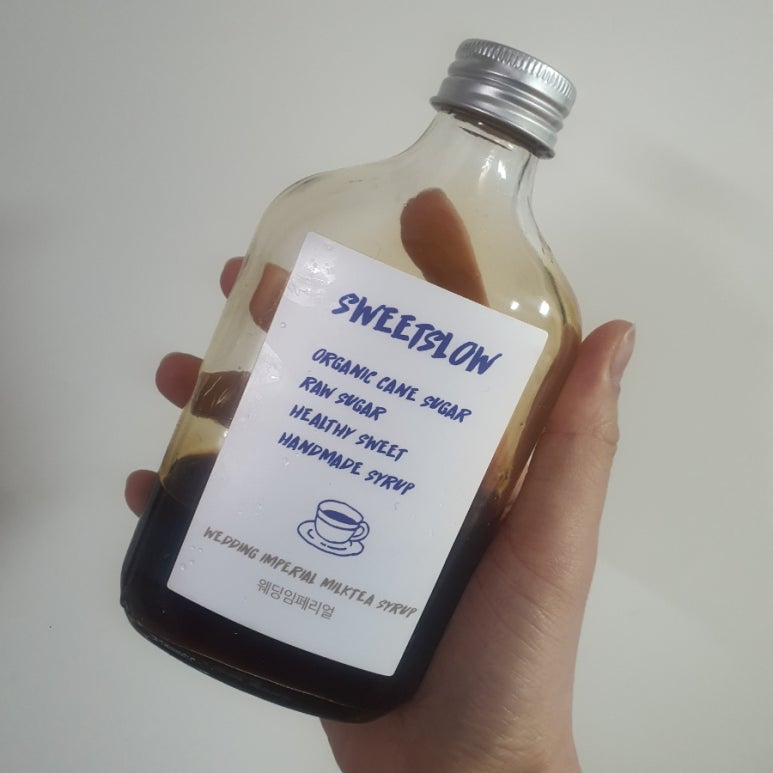 SWEETSLOW
ORGANIC CANE SUGAR
RAW SUGAR
HEALTHY SWEET
HANDMADE SYRUP
WEDDING IMPERIAL MILKTEA SYRUP
웨딩임페리얼